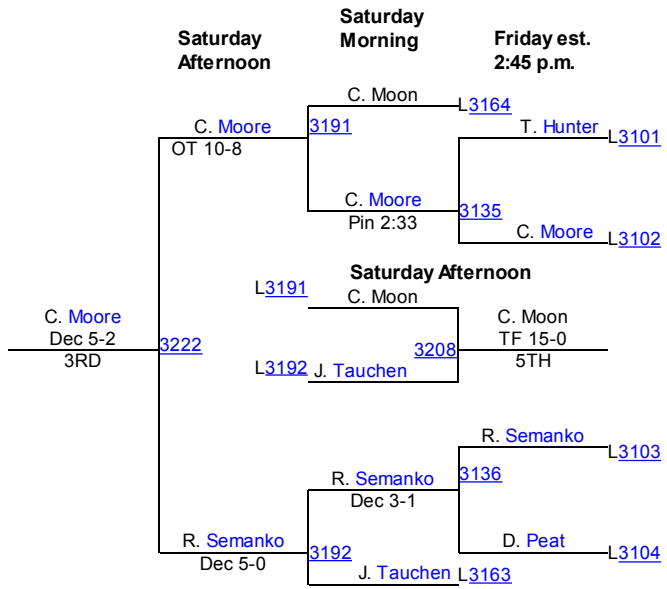 Saturday Afternoon
Saturday Morning
Friday est. 2:45 p.m.
C. Moon
L3164
C. Moore
3191
T. Hunter
L3101
OT 10-8
C. Moore
3135
Pin 2:33
C. Moore
L3102
Saturday Afternoon
L3191
C. Moon
C. Moore
Dec 5-2
3RD
3222
3208
C. Moon
TF 15-0
5TH
L3192
J. Tauchen
R. Semanko
L3103
R. Semanko
3136
Dec 3-1
R. Semanko
3192
Dec 5-0
D. Peat
L3104
J. Tauchen
L3163